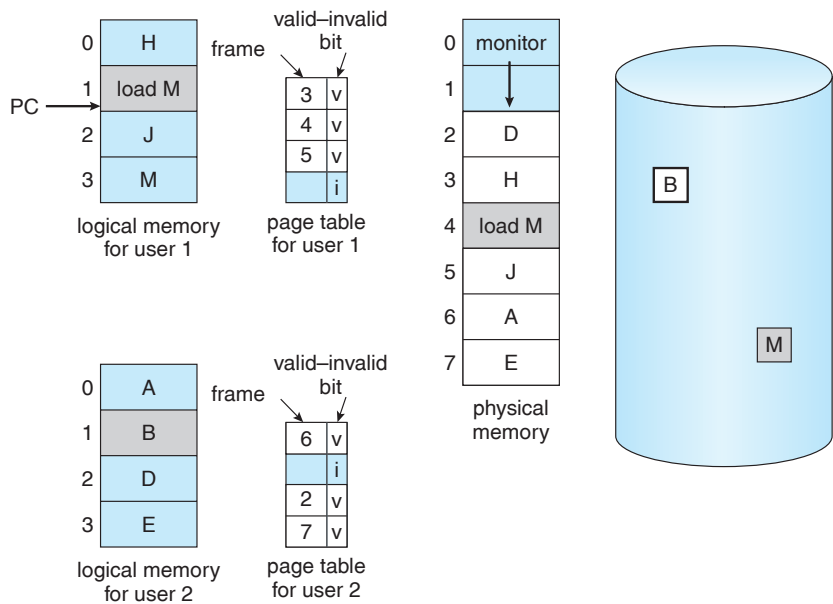 0 H
1 load M
PC
2 J
3 M
logical memory
for user 1
valid–invalid
bit
frame
3 v
4 v
5 v
i
page table
for user 1
0 monitor
1
2 D
3 H
4 load M
5 J
6 A
7 E
physical
memory
B
M
0 A
1 B
2 D
3 E
logical memory
for user 2
valid–invalid
bit
frame
6 v
i
2 v
7 v
page table
for user 2